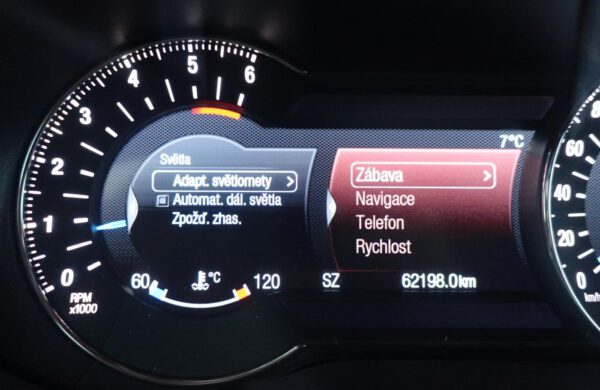 6
5
4
3
2
1
0
RPM
x1000
Světla
Adapt. světlomety >
Automat. dál. světla
Zpožď. zhas.
60 °C 120
7°C
Zábava >
Navigace
Telefon
Rychlost
SZ 62198.0km
80
60
40
20
0
km/h